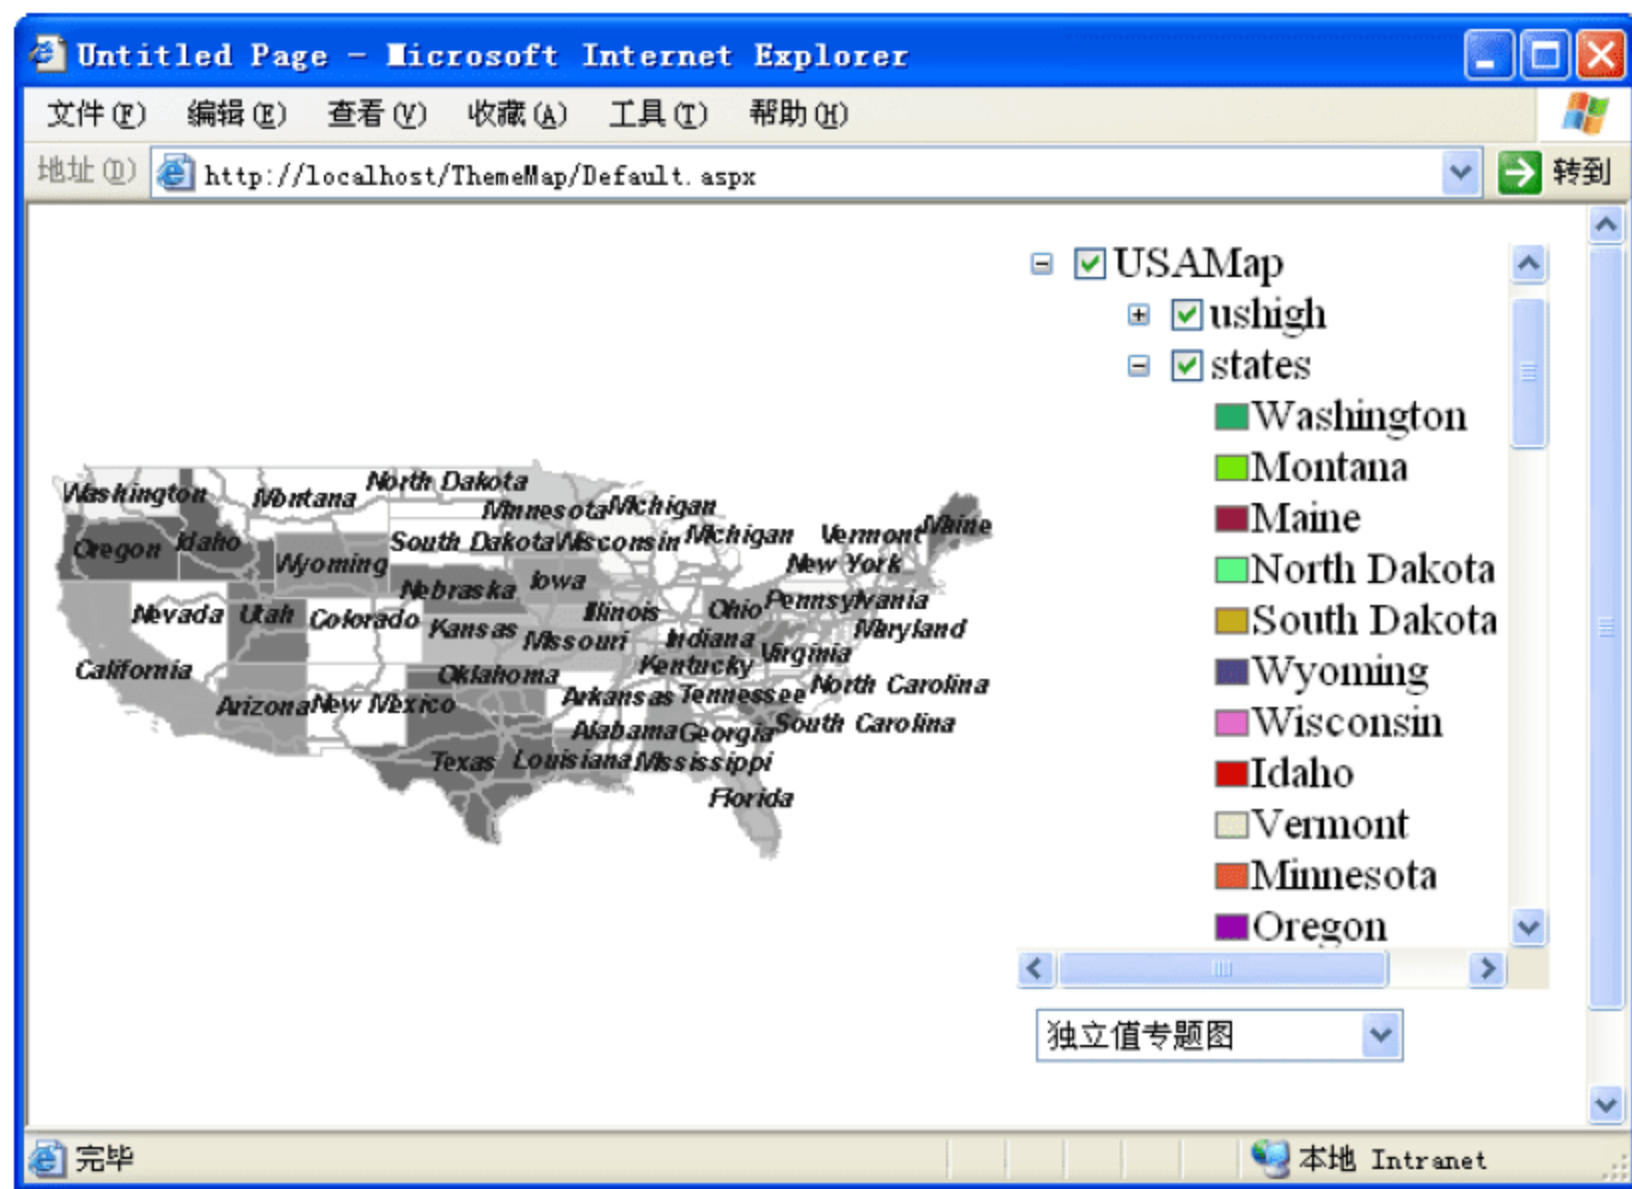 Untitled Page - Microsoft Internet Explorer
文件(F) 编辑(E) 查看(V) 收藏(A) 工具(T) 帮助(H)
地址(D) http://localhost/ThemeMap/Default.aspx 转到
Washington
Montana
North Dakota
Minnesota
Michigan
Oregon
Idaho
Wyoming
South Dakota
Wisconsin
Michigan
Vermont
Maine
New York
Nebraska
Iowa
Nevada
Utah
Colorado
Kansas
Missouri
Illinois
Indiana
Ohio
Pennsylvania
Maryland
California
Oklahoma
Kentucky
Virginia
Arizona
New Mexico
Arkansas
Tennessee
North Carolina
Alabama
Georgia
South Carolina
Texas
Louisiana
Mississippi
Florida
USAMap
ushigh
states
Washington
Montana
Maine
North Dakota
South Dakota
Wyoming
Wisconsin
Idaho
Vermont
Minnesota
Oregon
独立值专题图
完毕
本地 Intranet